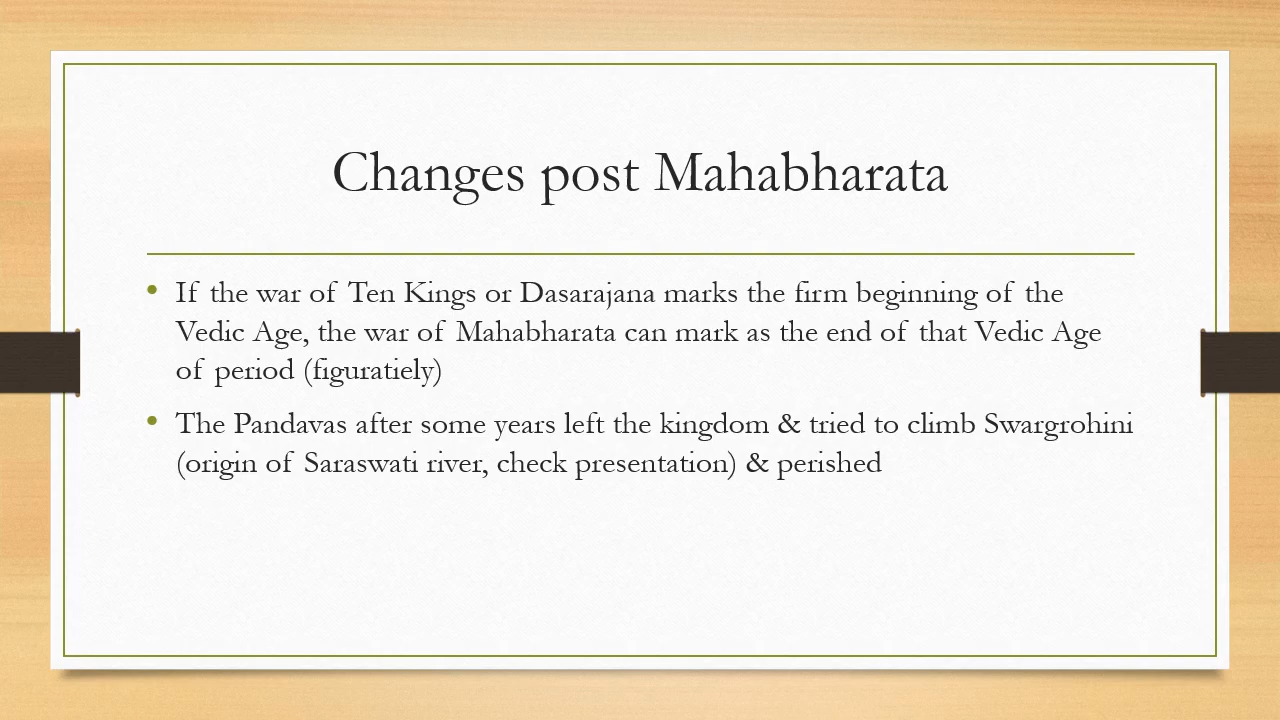 Changes post Mahabharata
• If the war of Ten Kings or Dasarajana marks the firm beginning of the
Vedic Age, the war of Mahabharata can mark as the end of that Vedic Age
of period (figuratiely)
• The Pandavas after some years left the kingdom & tried to climb Swargrohini
(origin of Saraswati river, check presentation) & perished